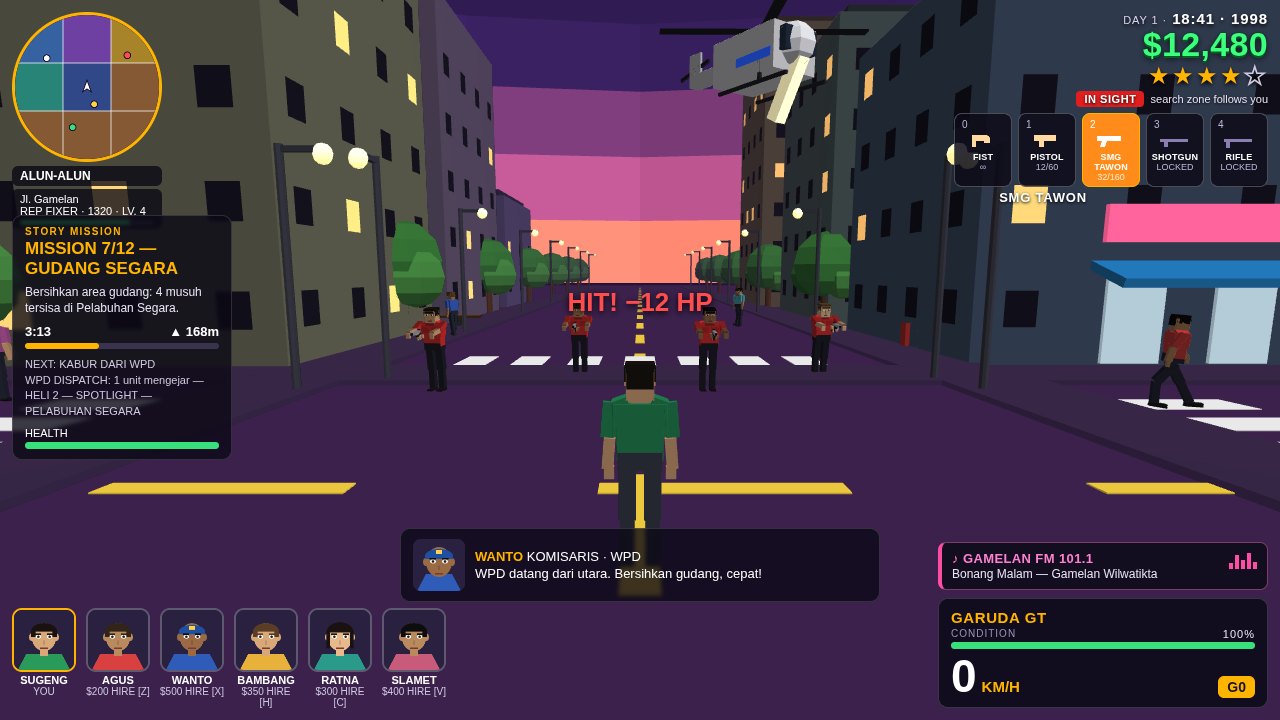 DAY 1 · 18:41 · 1998
$12,480
IN SIGHT search zone follows you
0 FIST ∞
1 PISTOL 12/60
2 SMG TAWON 32/160
3 SHOTGUN LOCKED
4 RIFLE LOCKED
SMG TAWON
ALUN-ALUN
Jl. Gamelan
REP FIXER · 1320 · LV. 4
STORY MISSION
MISSION 7/12 —
GUDANG SEGARA
Bersihkan area gudang: 4 musuh
tersisa di Pelabuhan Segara.
3:13 ▲ 168m
NEXT: KABUR DARI WPD
WPD DISPATCH: 1 unit mengejar —
HELI 2 — SPOTLIGHT —
PELABUHAN SEGARA
HEALTH
HIT! −12 HP
WANTO KOMISARIS · WPD
WPD datang dari utara. Bersihkan gudang, cepat!
♪ GAMELAN FM 101.1
Bonang Malam — Gamelan Wilwatikta
GARUDA GT
CONDITION 100%
0 KM/H G0
SUGENG
YOU
AGUS
$200 HIRE [Z]
WANTO
$500 HIRE [X]
BAMBANG
$350 HIRE
[H]
RATNA
$300 HIRE
[C]
SLAMET
$400 HIRE [V]